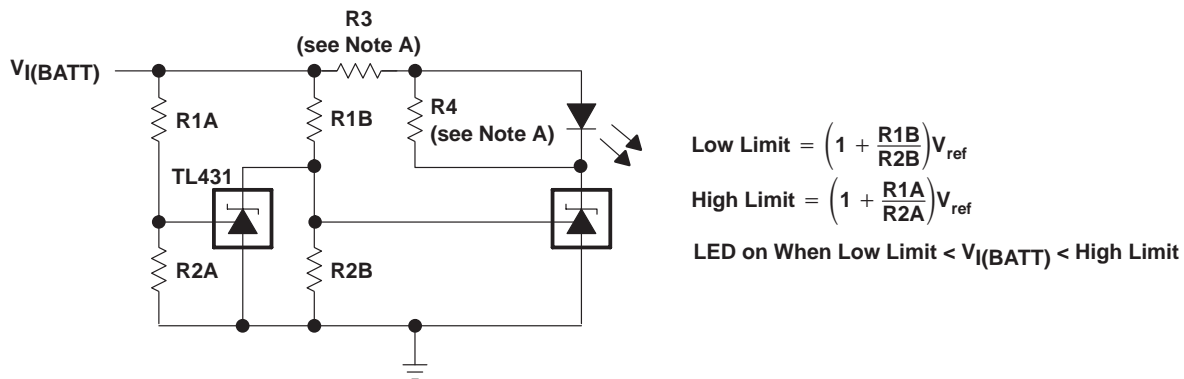 R3
(see Note A)
VI(BATT)
R1A
R1B
R4
(see Note A)
TL431
R2A
R2B
Low Limit = (1 + R1B/R2B)Vref
High Limit = (1 + R1A/R2A)Vref
LED on When Low Limit < VI(BATT) < High Limit